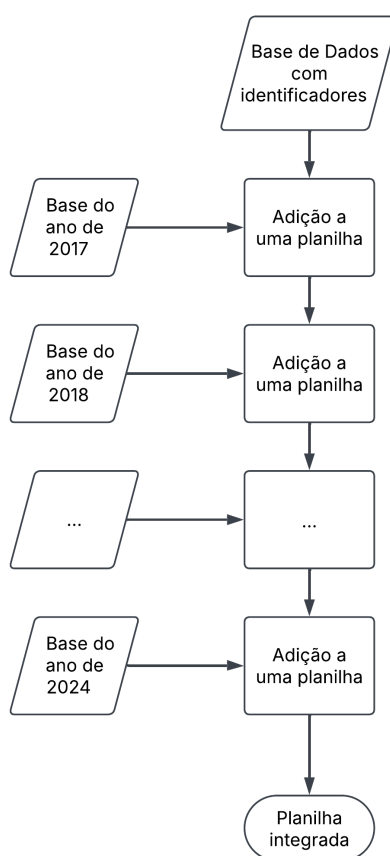 Base de Dados
com
identificadores
Base do
ano de
2017
Adição a
uma planilha
Base do
ano de
2018
Adição a
uma planilha
...
...
Base do
ano de
2024
Adição a
uma planilha
Planilha
integrada